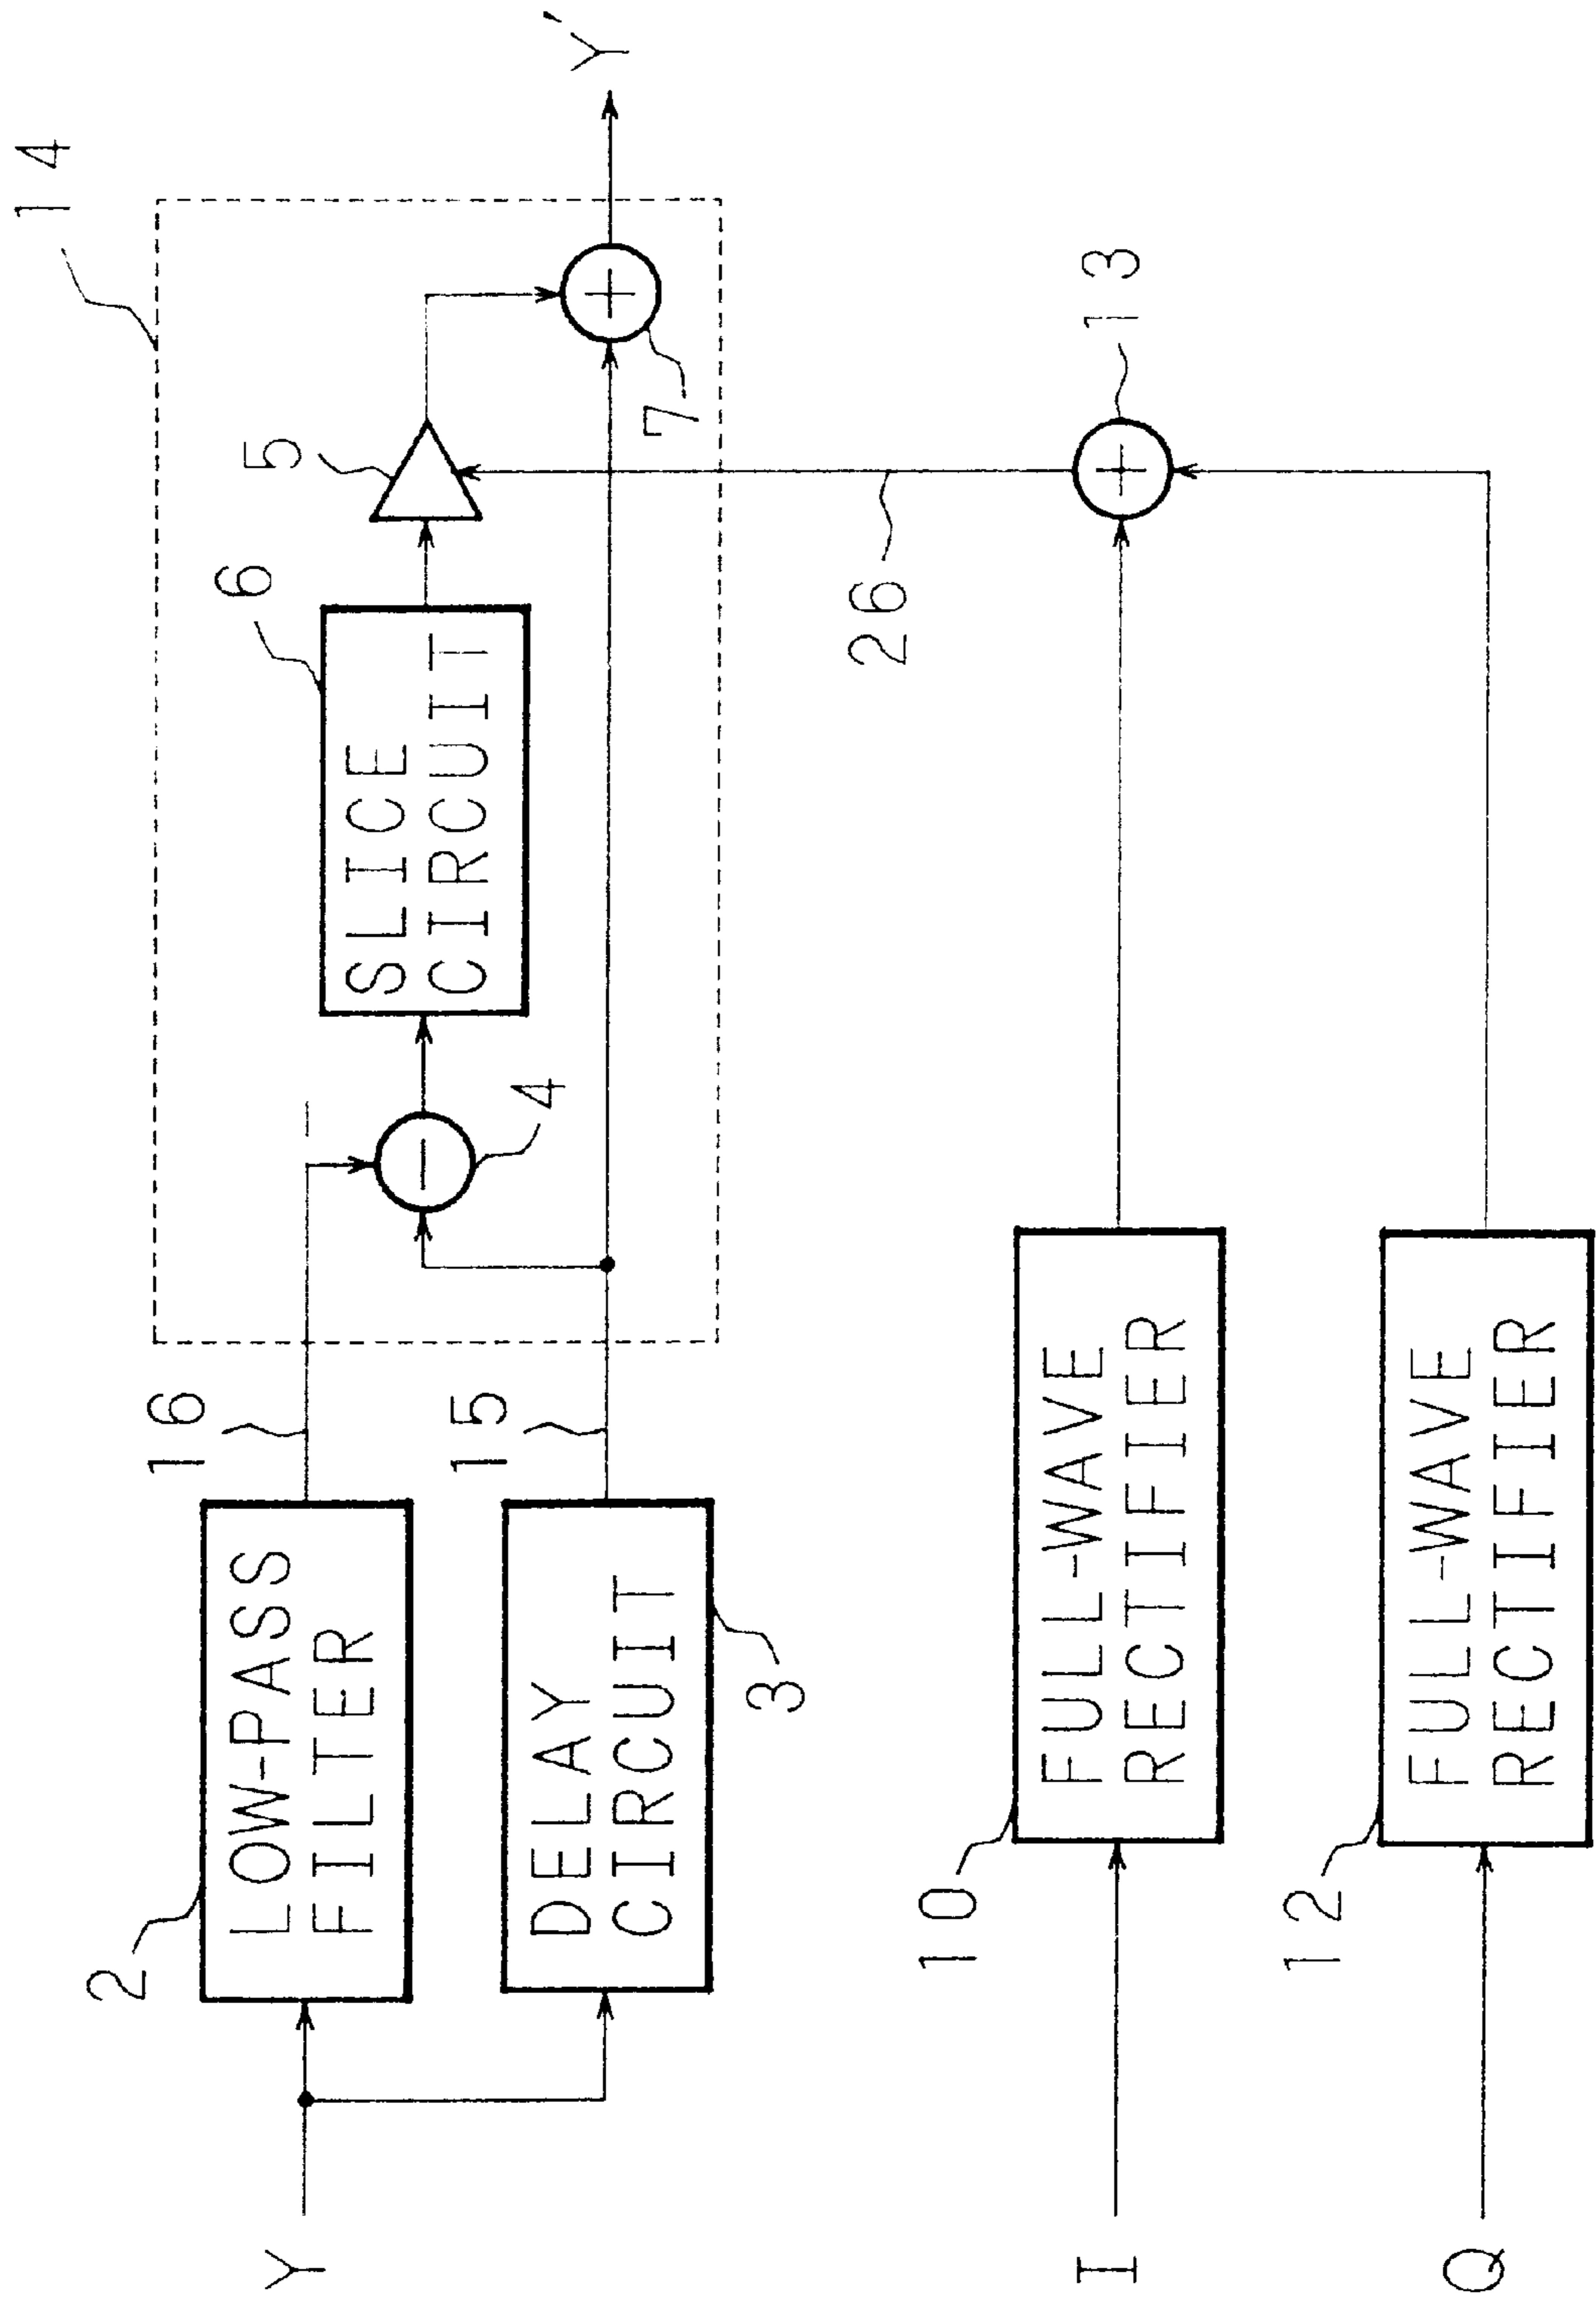 14
Y'
5
6
SLICE
CIRCUIT
7
4
16
15
2
LOW-PASS
FILTER
DELAY
CIRCUIT
3
Y
26
13
10
FULL-WAVE
RECTIFIER
I
12
FULL-WAVE
RECTIFIER
Q